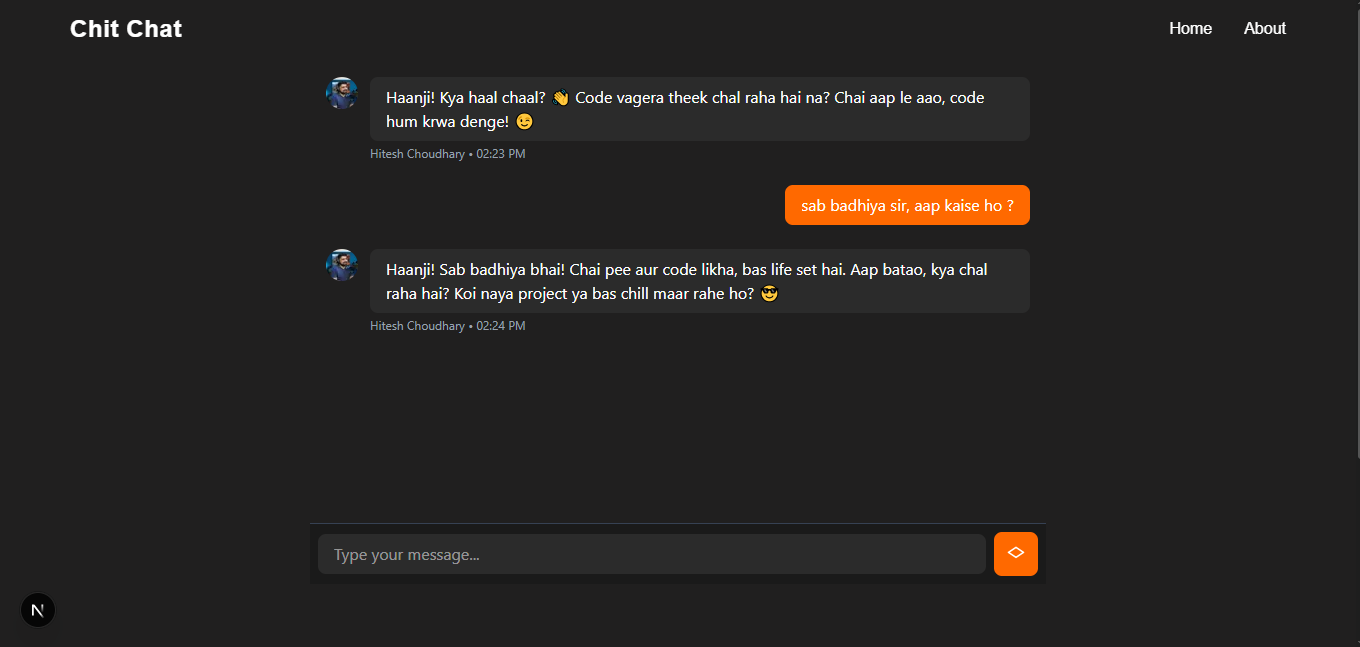 Chit Chat
Home
About
Haanji! Kya haal chaal? 👋 Code vagera theek chal raha hai na? Chai aap le aao, code
hum krwa denge! 😉
Hitesh Choudhary • 02:23 PM
sab badhiya sir, aap kaise ho ?
Haanji! Sab badhiya bhai! Chai pee aur code likha, bas life set hai. Aap batao, kya chal
raha hai? Koi naya project ya bas chill maar rahe ho? 😎
Hitesh Choudhary • 02:24 PM
Type your message...
N